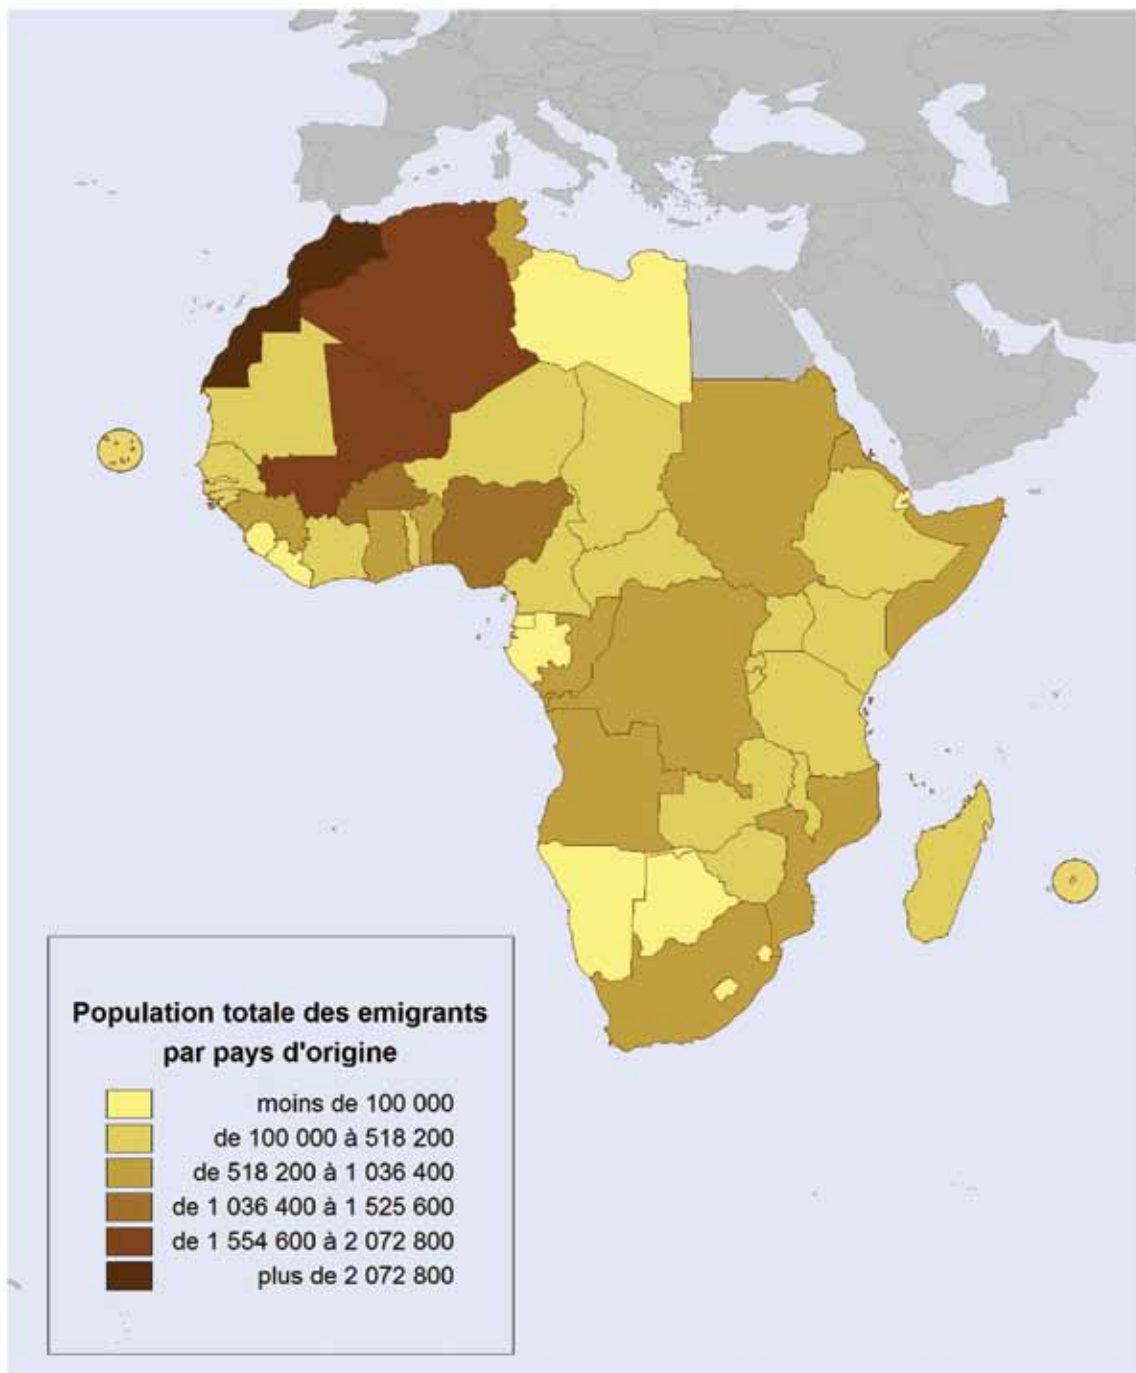 Population totale des emigrants
par pays d'origine
moins de 100 000
de 100 000 à 518 200
de 518 200 à 1 036 400
de 1 036 400 à 1 525 600
de 1 554 600 à 2 072 800
plus de 2 072 800